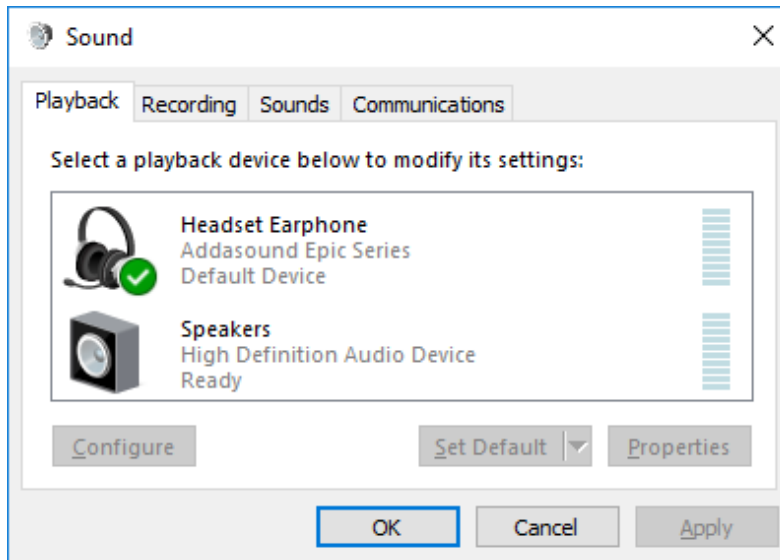 Sound
Playback Recording Sounds Communications
Select a playback device below to modify its settings:
Headset Earphone
Addasound Epic Series
Default Device
Speakers
High Definition Audio Device
Ready
Configure Set Default Properties
OK Cancel Apply